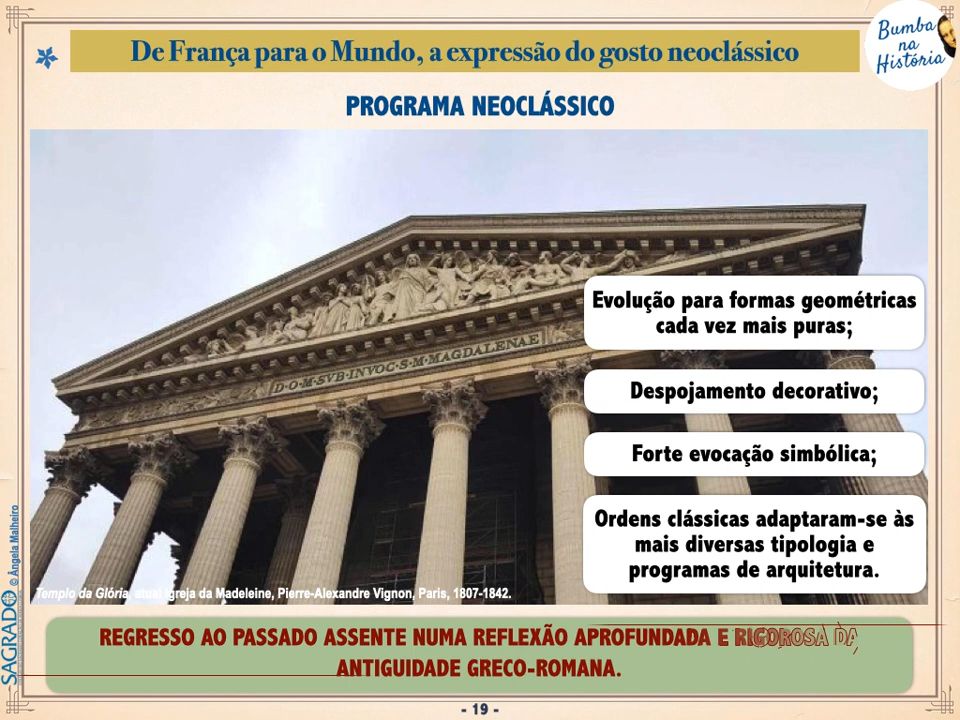 De França para o Mundo, a expressão do gosto neoclássico
Bumba
na
História
PROGRAMA NEOCLÁSSICO
Evolução para formas geométricas
cada vez mais puras;
D·O·M·SVB·INVOC·S·M·MAGDALENAE
Despojamento decorativo;
Forte evocação simbólica;
Ordens clássicas adaptaram-se às
mais diversas tipologia e
programas de arquitetura.
Templo da Glória, atual Igreja da Madeleine, Pierre-Alexandre Vignon, Paris, 1807-1842.
SAGRADO
© Ângela Malheiro
REGRESSO AO PASSADO ASSENTE NUMA REFLEXÃO APROFUNDADA E RIGOROSA DA
ANTIGUIDADE GRECO-ROMANA.
- 19 -